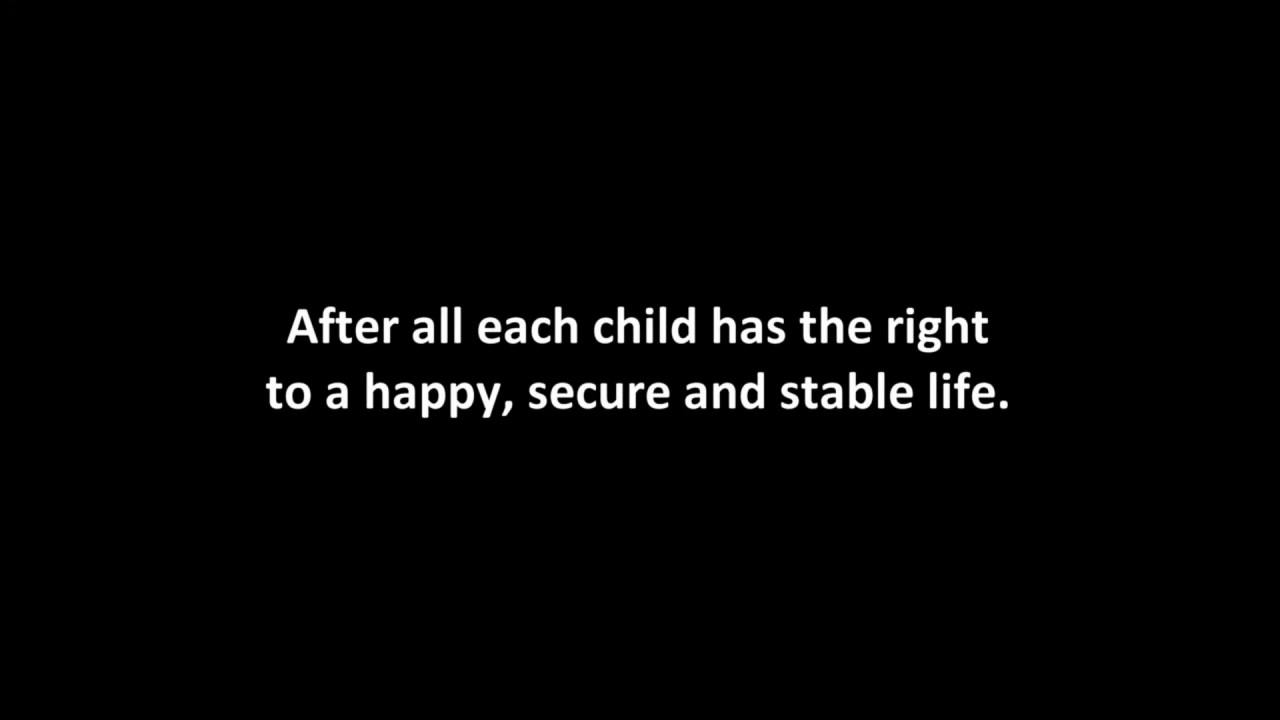 After all each child has the right
to a happy, secure and stable life.